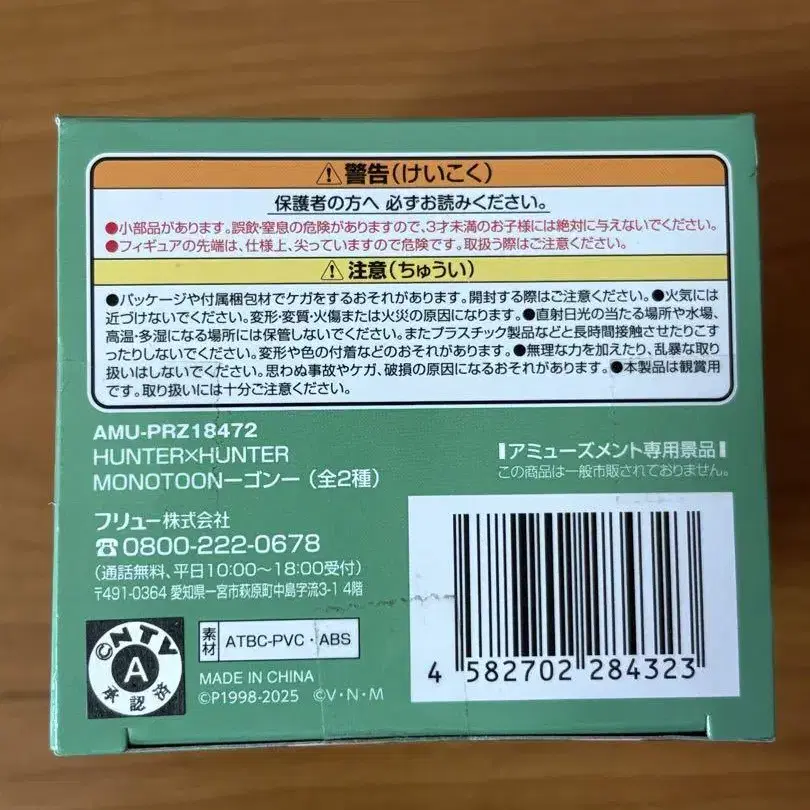 ⚠警告(けいこく)
保護者の方へ 必ずお読みください。
●小部品があります。誤飲・窒息の危険がありますので、3才未満のお子様には絶対に与えないでください。
●フィギュアの先端は、仕様上、尖っていますので危険です。取扱う際はご注意ください。
⚠注意(ちゅうい)
●パッケージや付属梱包材でケガをするおそれがあります。開封する際はご注意ください。●火気には
近づけないでください。変形・変質・火傷または火災の原因になります。●直射日光の当たる場所や水場、
高温・多湿になる場所には保管しないでください。またプラスチック製品などと長時間接触させたりこす
ったりしないでください。変形や色の付着などのおそれがあります。●無理な力を加えたり、乱暴な取り
扱いはしないでください。思わぬ事故やケガ、破損の原因になるおそれがあります。●本製品は観賞用
です。取り扱いには十分ご注意ください。
AMU-PRZ18472
HUNTER×HUNTER
MONOTOONーゴンー(全2種)
アミューズメント専用景品
この商品は一般市販されておりません。
フリュー株式会社
☎0800-222-0678
(通話無料、平日10:00~18:00受付)
〒491-0364 愛知県一宮市萩原町中島字流3-1 4階
©NTV
A
承認済
素材
ATBC-PVC・ABS
MADE IN CHINA
©P1998-2025 ©V・N・M
4 582702 284323